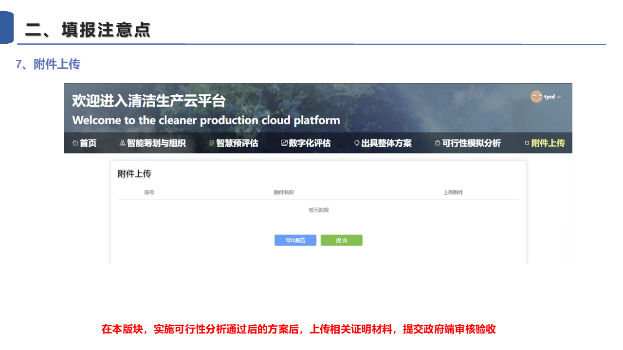 二、填报注意点
7、附件上传
欢迎进入清洁生产云平台
Welcome to the cleaner production cloud platform
tyol
首页 智能筹划与组织 智慧预评估 数字化评估 出具整体方案 可行性模拟分析 附件上传
附件上传
序号 附件名称 上传附件
暂无数据
导出报告 提交
在本版块，实施可行性分析通过后的方案后，上传相关证明材料，提交政府端审核验收